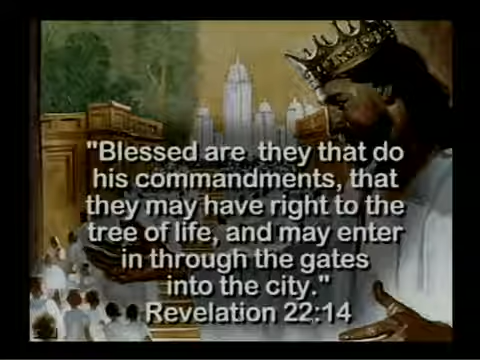 "Blessed are they that do
his commandments, that
they may have right to the
tree of life, and may enter
in through the gates
into the city."
Revelation 22:14